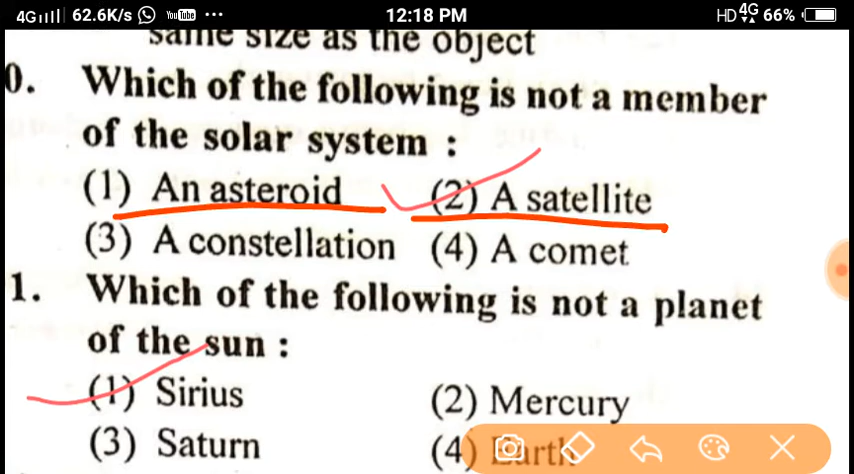 4G 62.6K/s YouTube ... 12:18 PM HD 4G 66%
same size as the object
0. Which of the following is not a member
of the solar system :
(1) An asteroid (2) A satellite
(3) A constellation (4) A comet
1. Which of the following is not a planet
of the sun :
(1) Sirius (2) Mercury
(3) Saturn (4) Earth